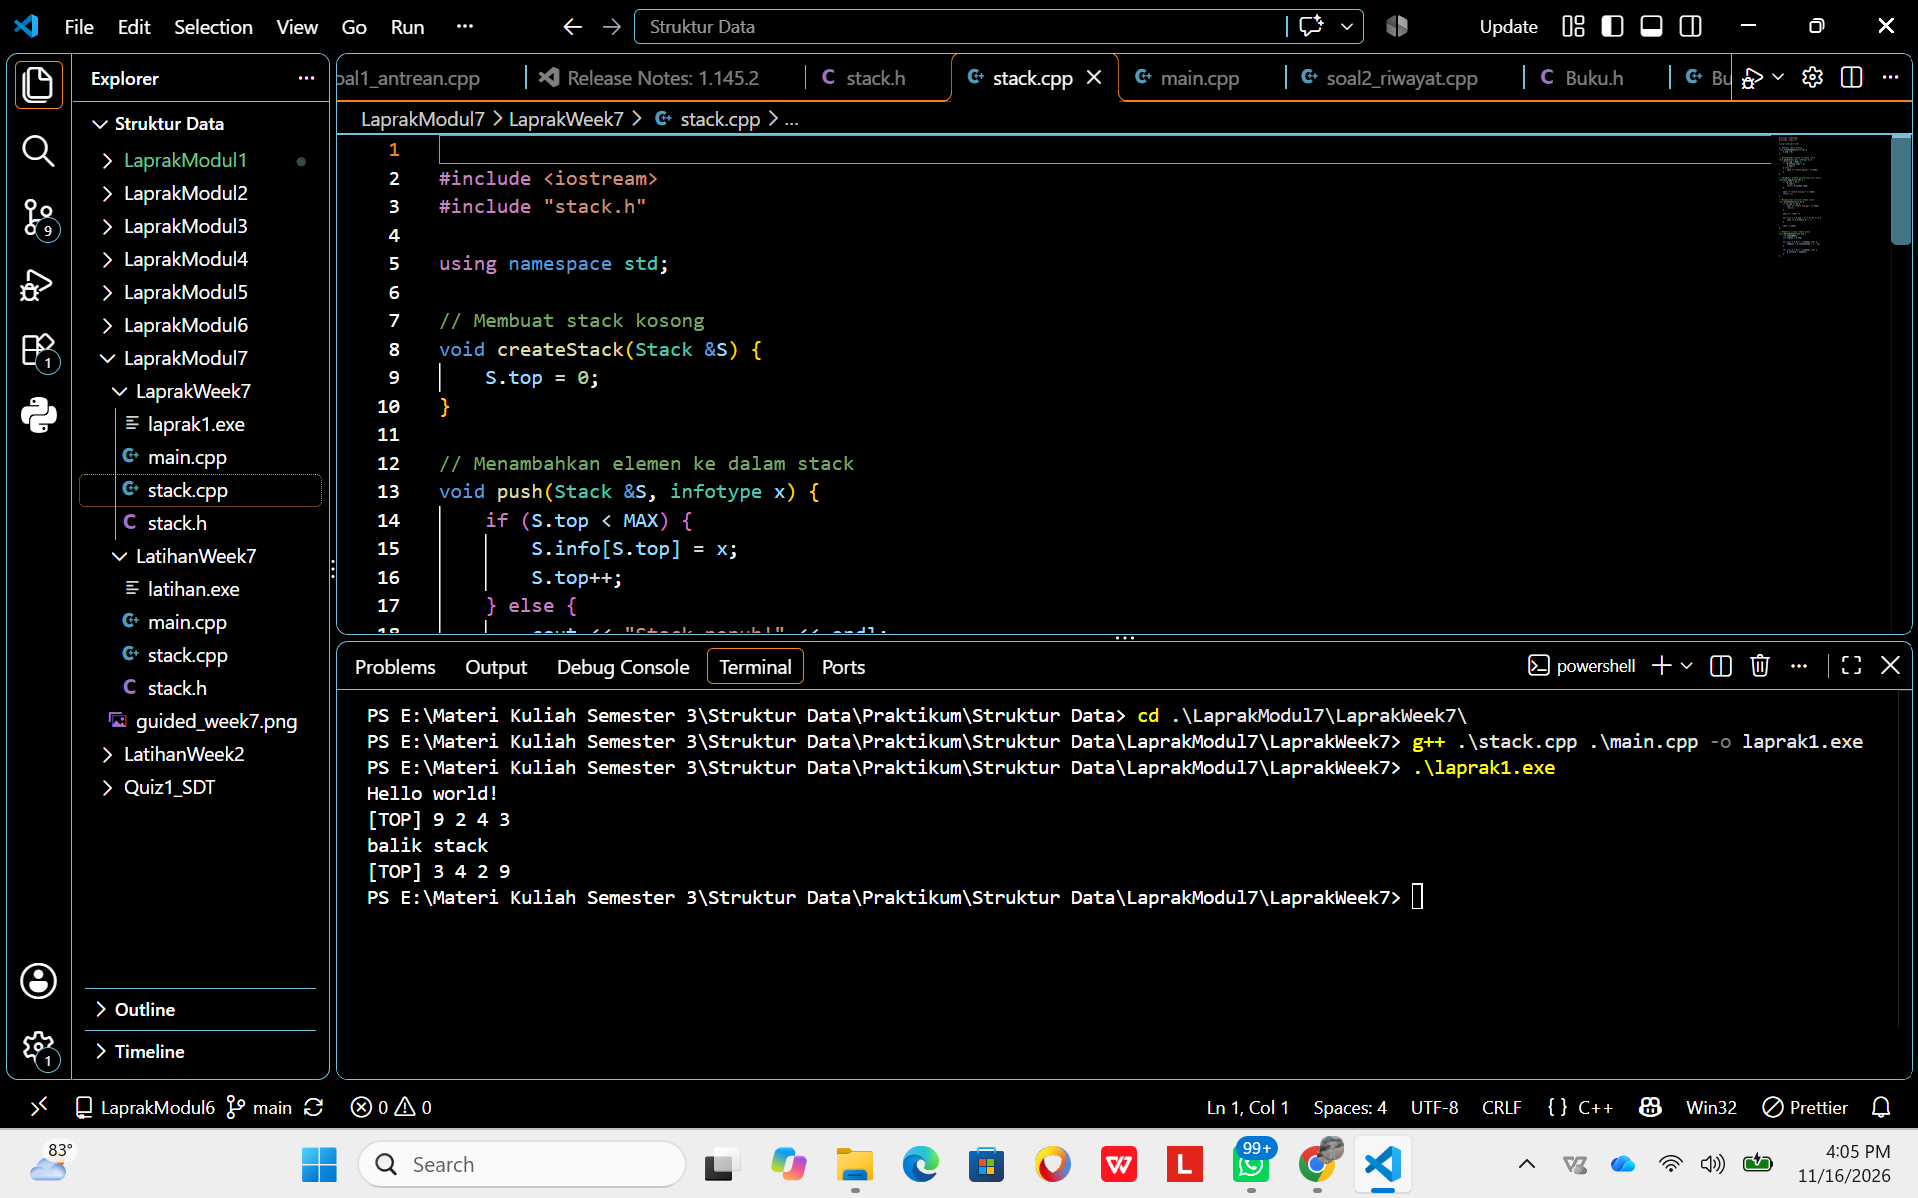 File Edit Selection View Go Run ...
Struktur Data
Update
Explorer
Struktur Data
LaprakModul1
LaprakModul2
LaprakModul3
LaprakModul4
LaprakModul5
LaprakModul6
LaprakModul7
LaprakWeek7
laprak1.exe
main.cpp
stack.cpp
stack.h
LatihanWeek7
latihan.exe
main.cpp
stack.cpp
stack.h
guided_week7.png
LatihanWeek2
Quiz1_SDT
Outline
Timeline
9
1
1
oal1_antrean.cpp Release Notes: 1.145.2 stack.h stack.cpp main.cpp soal2_riwayat.cpp Buku.h Bu
LaprakModul7 > LaprakWeek7 > stack.cpp > ...
1
2 #include <iostream>
3 #include "stack.h"
4
5 using namespace std;
6
7 // Membuat stack kosong
8 void createStack(Stack &S) {
9 S.top = 0;
10 }
11
12 // Menambahkan elemen ke dalam stack
13 void push(Stack &S, infotype x) {
14 if (S.top < MAX) {
15 S.info[S.top] = x;
16 S.top++;
17 } else {
18 cout << "Stack penuh!" << endl;
Problems Output Debug Console Terminal Ports
powershell
PS E:\Materi Kuliah Semester 3\Struktur Data\Praktikum\Struktur Data> cd .\LaprakModul7\LaprakWeek7\
PS E:\Materi Kuliah Semester 3\Struktur Data\Praktikum\Struktur Data\LaprakModul7\LaprakWeek7> g++ .\stack.cpp .\main.cpp -o laprak1.exe
PS E:\Materi Kuliah Semester 3\Struktur Data\Praktikum\Struktur Data\LaprakModul7\LaprakWeek7> .\laprak1.exe
Hello world!
[TOP] 9 2 4 3
balik stack
[TOP] 3 4 2 9
PS E:\Materi Kuliah Semester 3\Struktur Data\Praktikum\Struktur Data\LaprakModul7\LaprakWeek7>
LaprakModul6 main 0 0
Ln 1, Col 1 Spaces: 4 UTF-8 CRLF { } C++ Win32 Prettier
83°
Search
99+
4:05 PM
11/16/2026